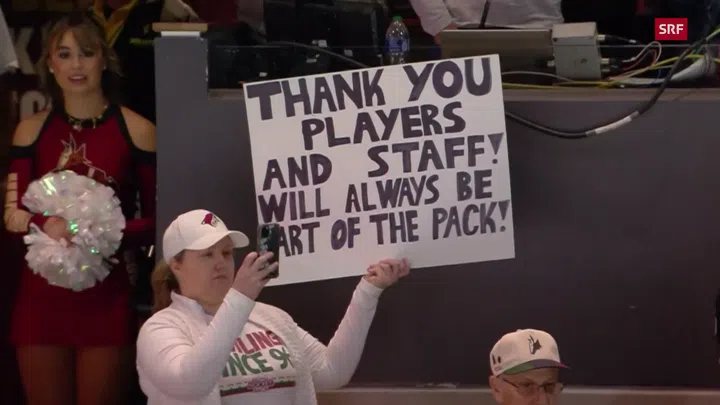 SRF
THANK YOU
PLAYERS
AND STAFF!
WILL ALWAYS BE
ART OF THE PACK!